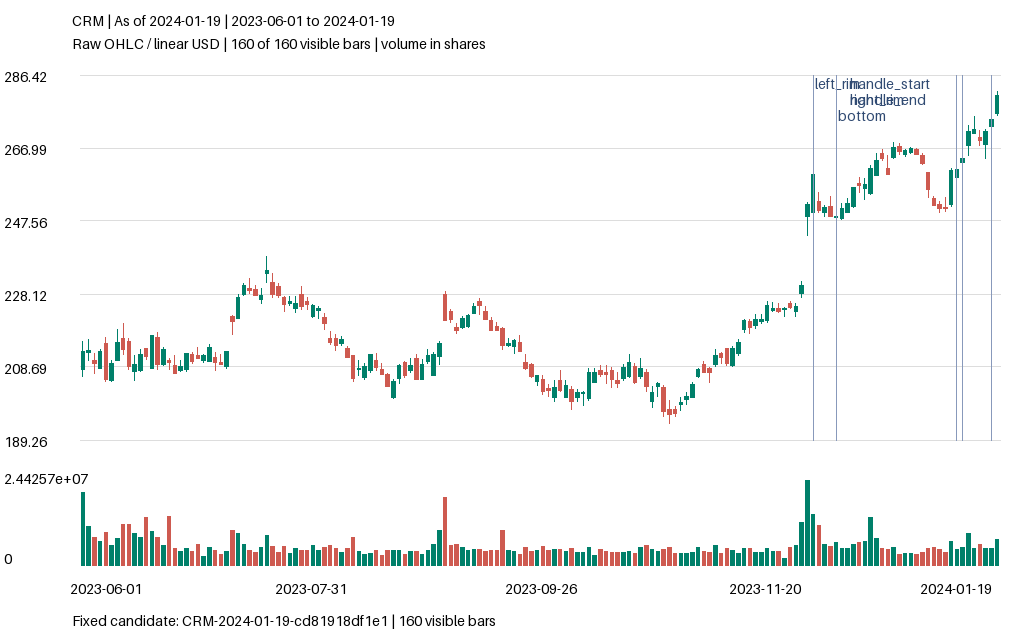 CRM | As of 2024-01-19 | 2023-06-01 to 2024-01-19
Raw OHLC / linear USD | 160 of 160 visible bars | volume in shares
286.42
left_rim handle_start
right_rim handle_end
bottom
266.99
247.56
228.12
208.69
189.26
2.44257e+07
0
2023-06-01 2023-07-31 2023-09-26 2023-11-20 2024-01-19
Fixed candidate: CRM-2024-01-19-cd81918df1e1 | 160 visible bars